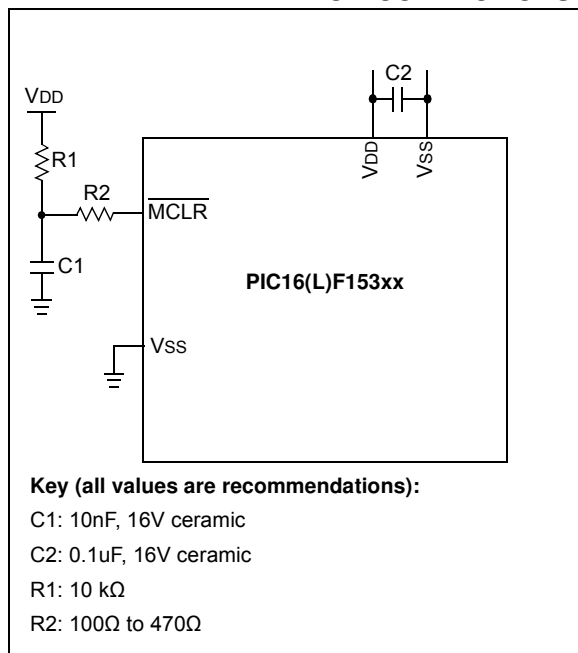 C2
VDD
R1
VDD
VSS
R2
MCLR
C1
PIC16(L)F153xx
VSS
Key (all values are recommendations):
C1: 10nF, 16V ceramic
C2: 0.1uF, 16V ceramic
R1: 10 kΩ
R2: 100Ω to 470Ω